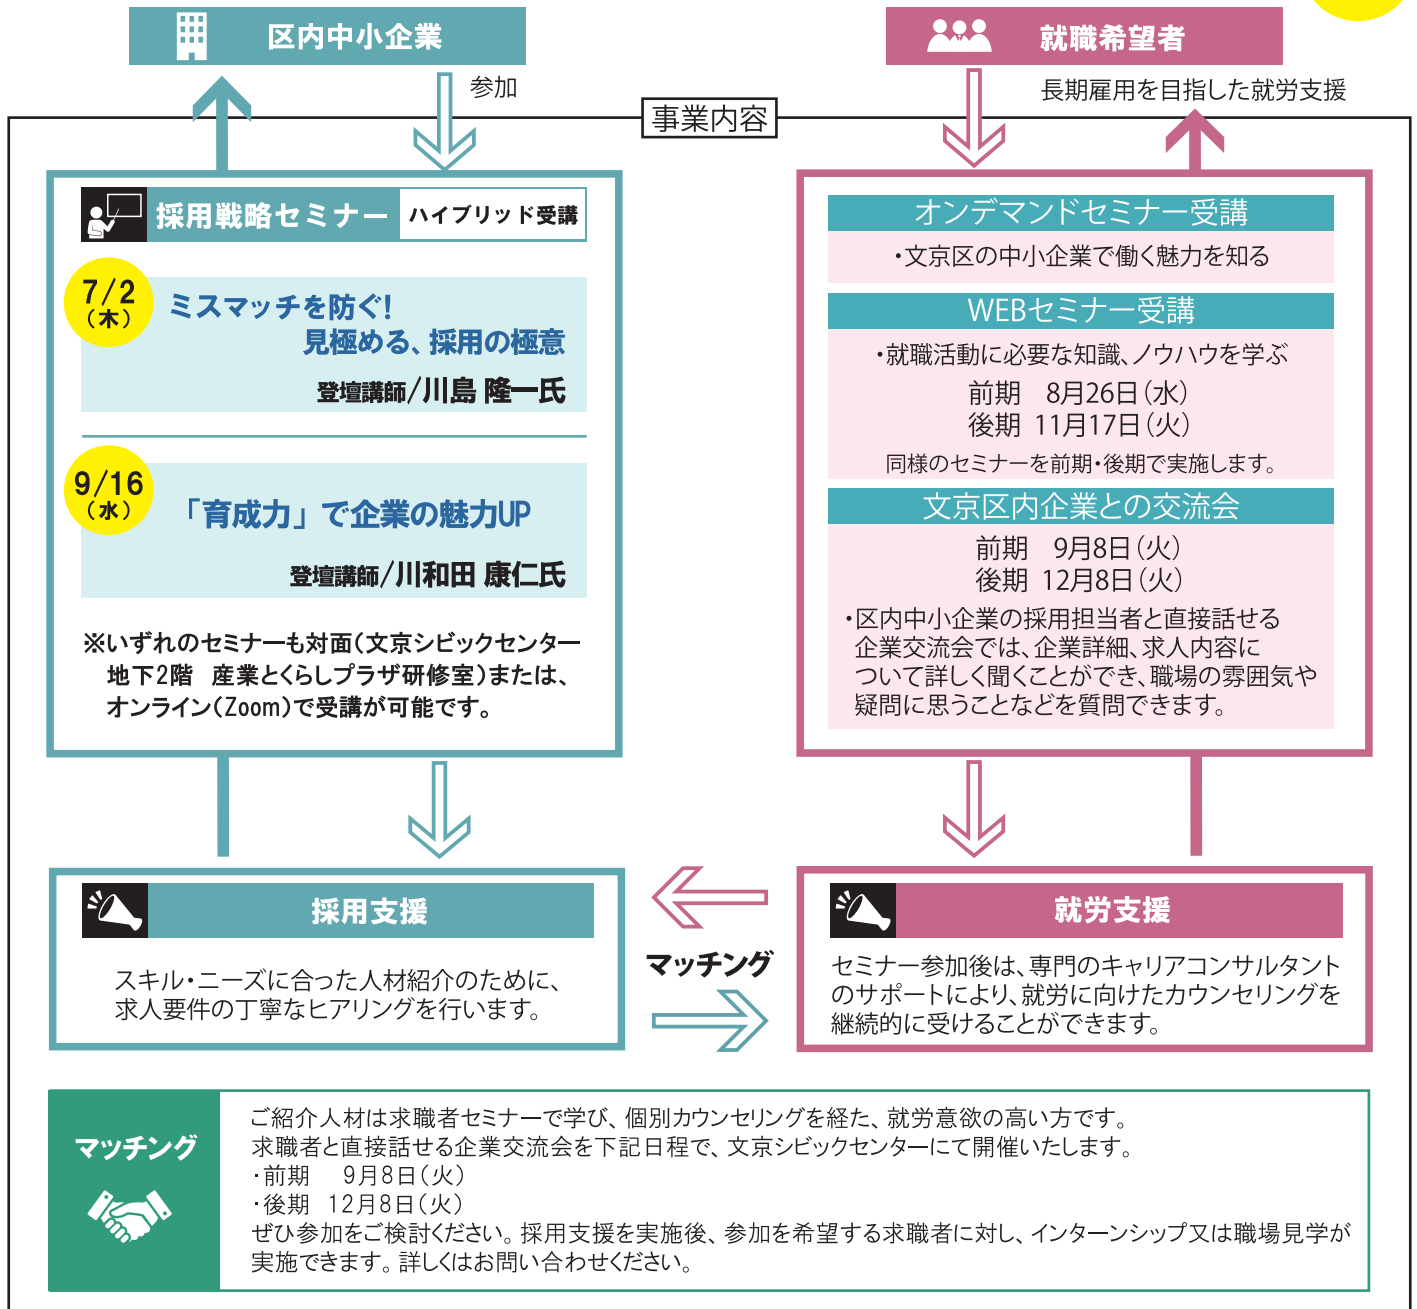 区内中小企業
就職希望者
参加
長期雇用を目指した就労支援
事業内容
採用戦略セミナー
ハイブリッド受講
7/2
(木)
ミスマッチを防ぐ!
見極める、採用の極意
登壇講師/川島 隆一氏
9/16
(水)
「育成力」で企業の魅力UP
登壇講師/川和田 康仁氏
※いずれのセミナーも対面(文京シビックセンター
地下2階 産業とくらしプラザ研修室)または、
オンライン(Zoom)で受講が可能です。
オンデマンドセミナー受講
・文京区の中小企業で働く魅力を知る
WEBセミナー受講
・就職活動に必要な知識、ノウハウを学ぶ
前期 8月26日(水)
後期 11月17日(火)
同様のセミナーを前期・後期で実施します。
文京区内企業との交流会
前期 9月8日(火)
後期 12月8日(火)
・区内中小企業の採用担当者と直接話せる
企業交流会では、企業詳細、求人内容に
ついて詳しく聞くことができ、職場の雰囲気や
疑問に思うことなどを質問できます。
採用支援
スキル・ニーズに合った人材紹介のために、
求人要件の丁寧なヒアリングを行います。
マッチング
就労支援
セミナー参加後は、専門のキャリアコンサルタント
のサポートにより、就労に向けたカウンセリングを
継続的に受けることができます。
マッチング
ご紹介人材は求職者セミナーで学び、個別カウンセリングを経た、就労意欲の高い方です。
求職者と直接話せる企業交流会を下記日程で、文京シビックセンターにて開催いたします。
・前期 9月8日(火)
・後期 12月8日(火)
ぜひ参加をご検討ください。採用支援を実施後、参加を希望する求職者に対し、インターンシップ又は職場見学が
実施できます。詳しくはお問い合わせください。